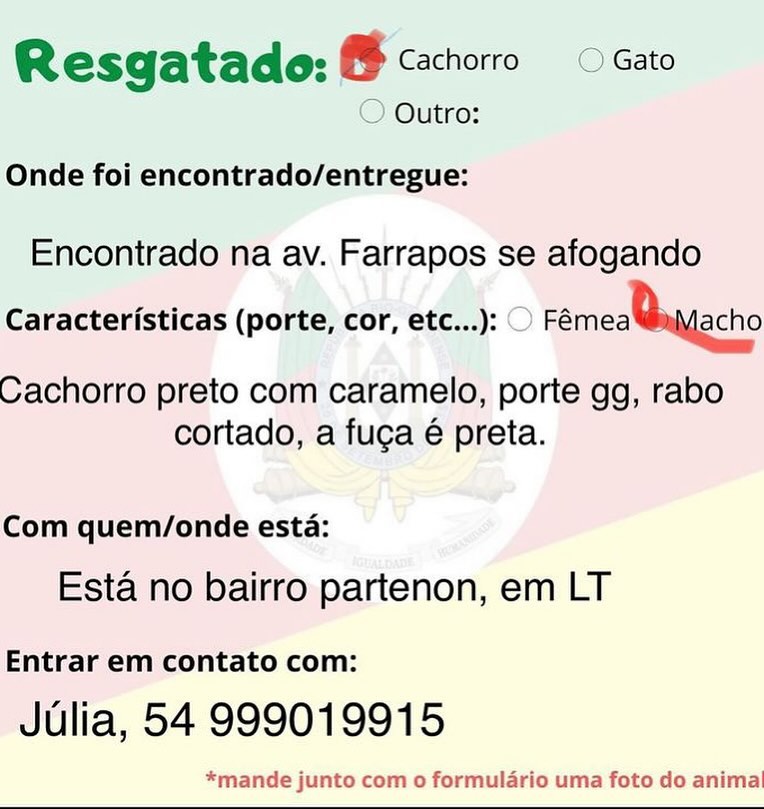 Resgatado: Cachorro Gato
Outro:
Onde foi encontrado/entregue:
Encontrado na av. Farrapos se afogando
Características (porte, cor, etc...): Fêmea Macho
Cachorro preto com caramelo, porte gg, rabo
cortado, a fuça é preta.
IGUALDADE HUMANIDADE
Com quem/onde está:
Está no bairro partenon, em LT
Entrar em contato com:
Júlia, 54 999019915
*mande junto com o formulário uma foto do animal